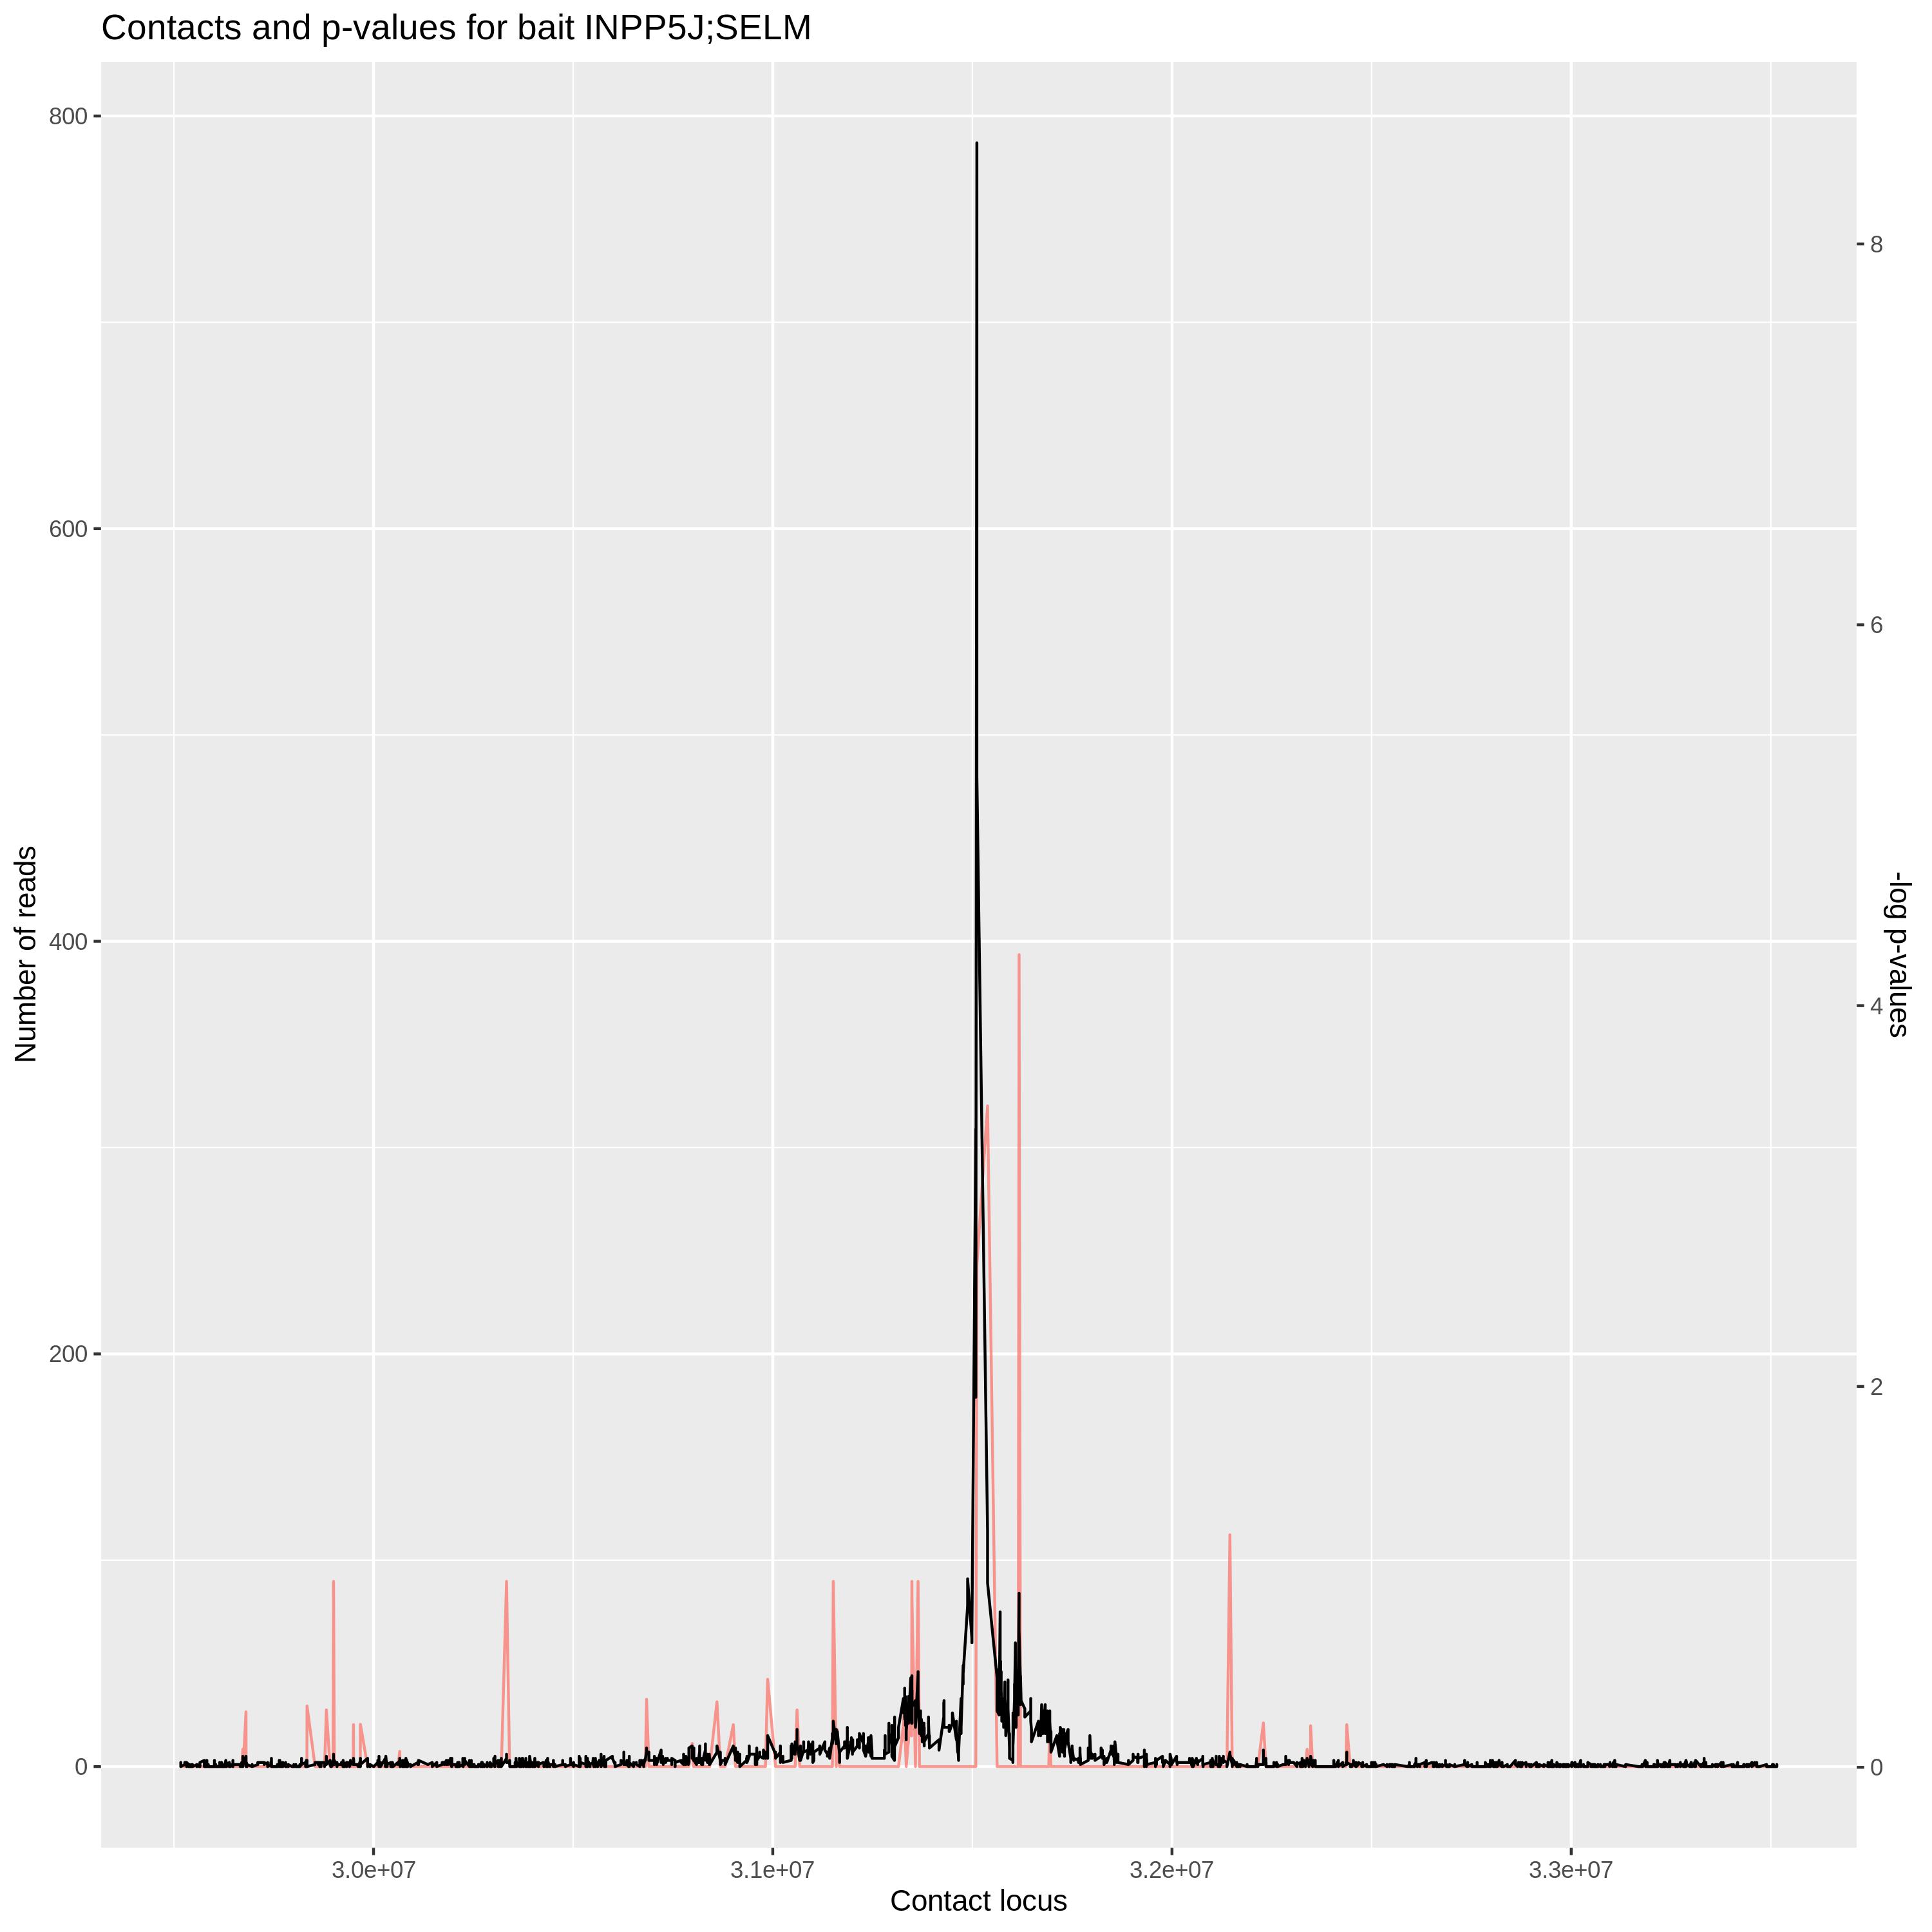 Contacts and p-values for bait INPP5J;SELM
800
600
400
200
0
Number of reads
8
6
4
2
0
-log p-values
3.0e+07
3.1e+07
3.2e+07
3.3e+07
Contact locus